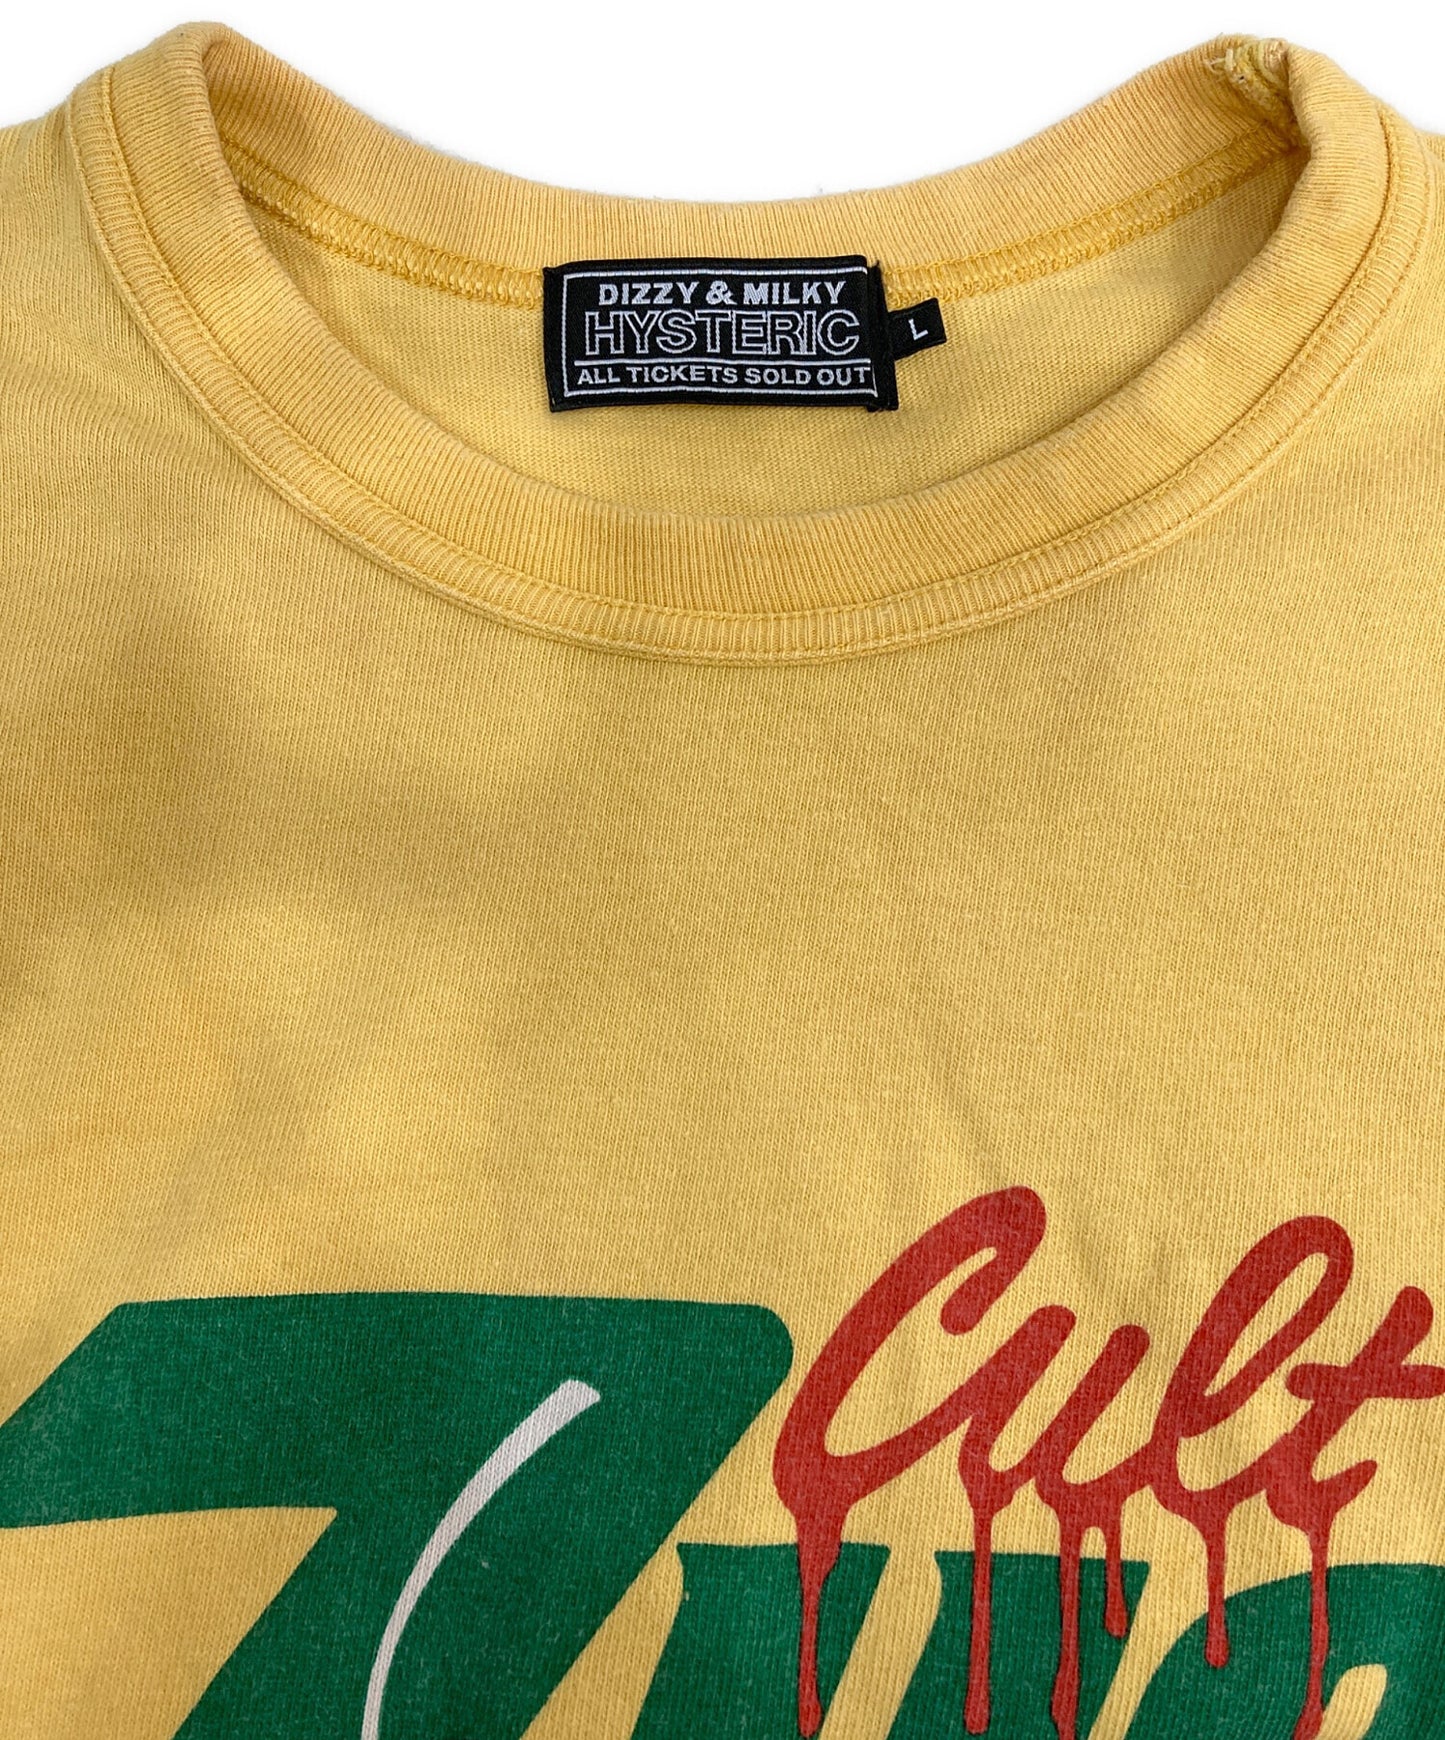 DIZZY & MILKY
HYSTERIC
ALL TICKETS SOLD OUT
L
Cult